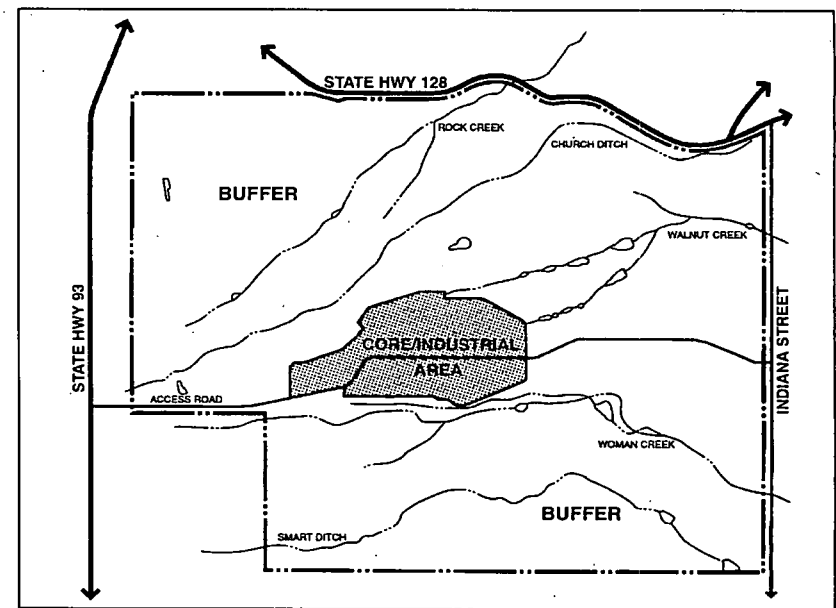 STATE HWY 128
ROCK CREEK
CHURCH DITCH
BUFFER
WALNUT CREEK
STATE HWY 93
CORE/INDUSTRIAL
AREA
INDIANA STREET
ACCESS ROAD
WOMAN CREEK
BUFFER
SMART DITCH